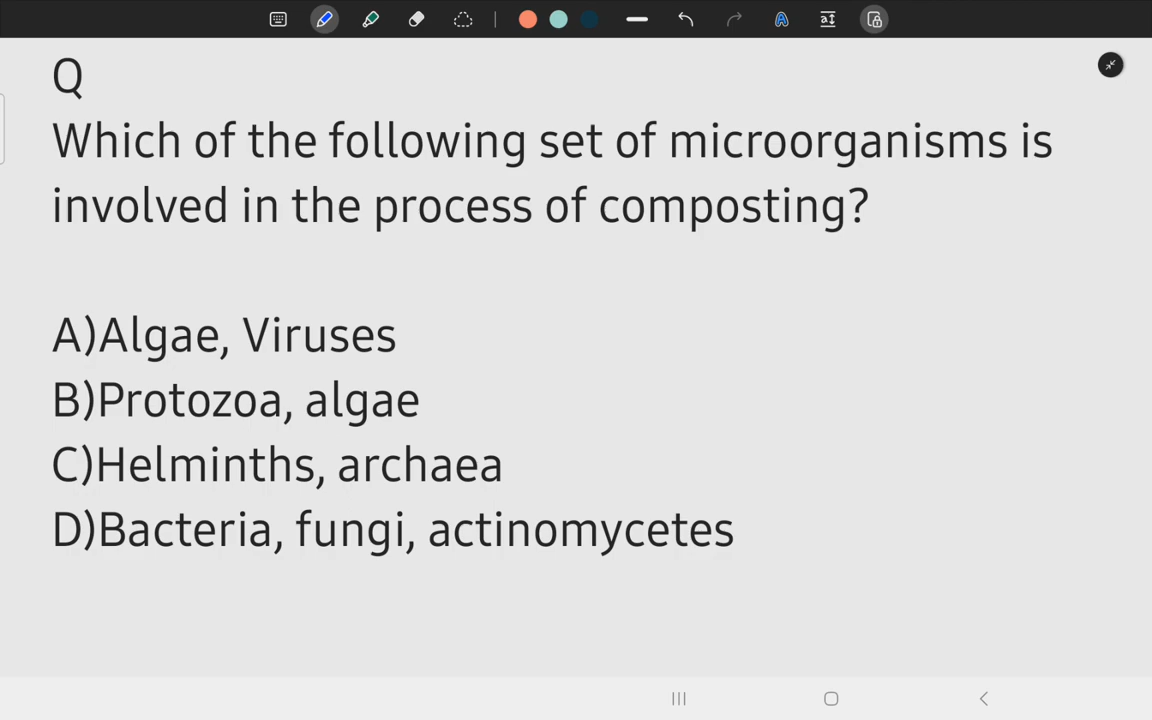 Q
Which of the following set of microorganisms is
involved in the process of composting?
A)Algae, Viruses
B)Protozoa, algae
C)Helminths, archaea
D)Bacteria, fungi, actinomycetes